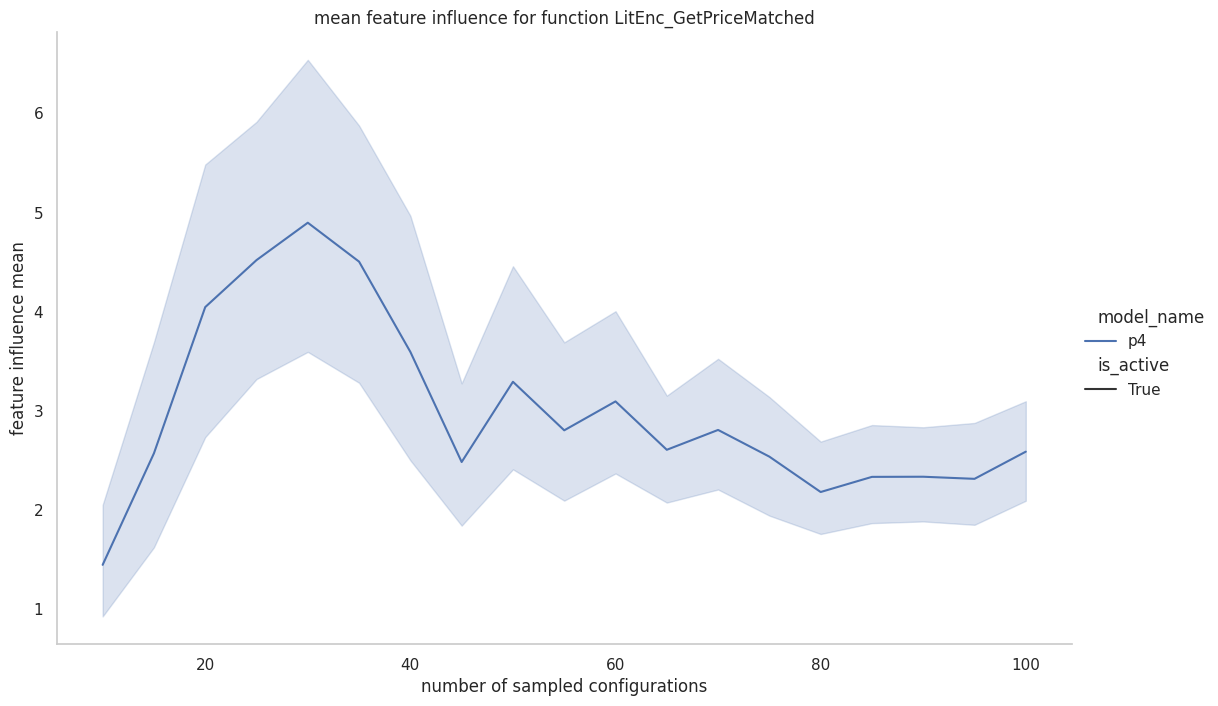 mean feature influence for function LitEnc_GetPriceMatched
6
5
4
3
2
1
feature influence mean
20
40
60
80
100
number of sampled configurations
model_name
p4
is_active
True